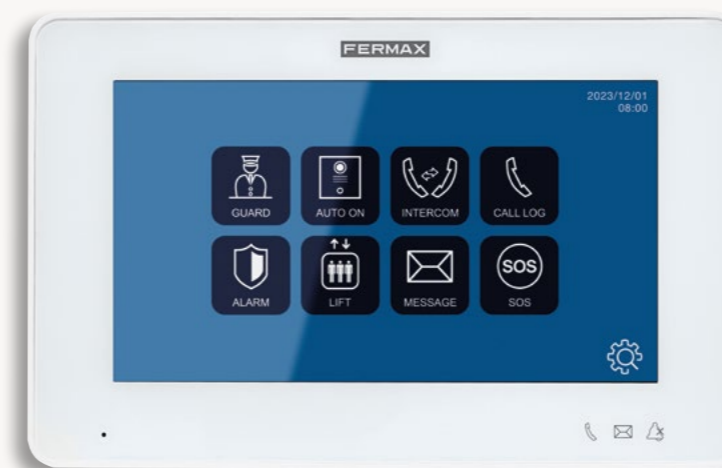 FERMAX
2023/12/01
08:00
GUARD
AUTO ON
INTERCOM
CALL LOG
ALARM
LIFT
MESSAGE
SOS
SOS